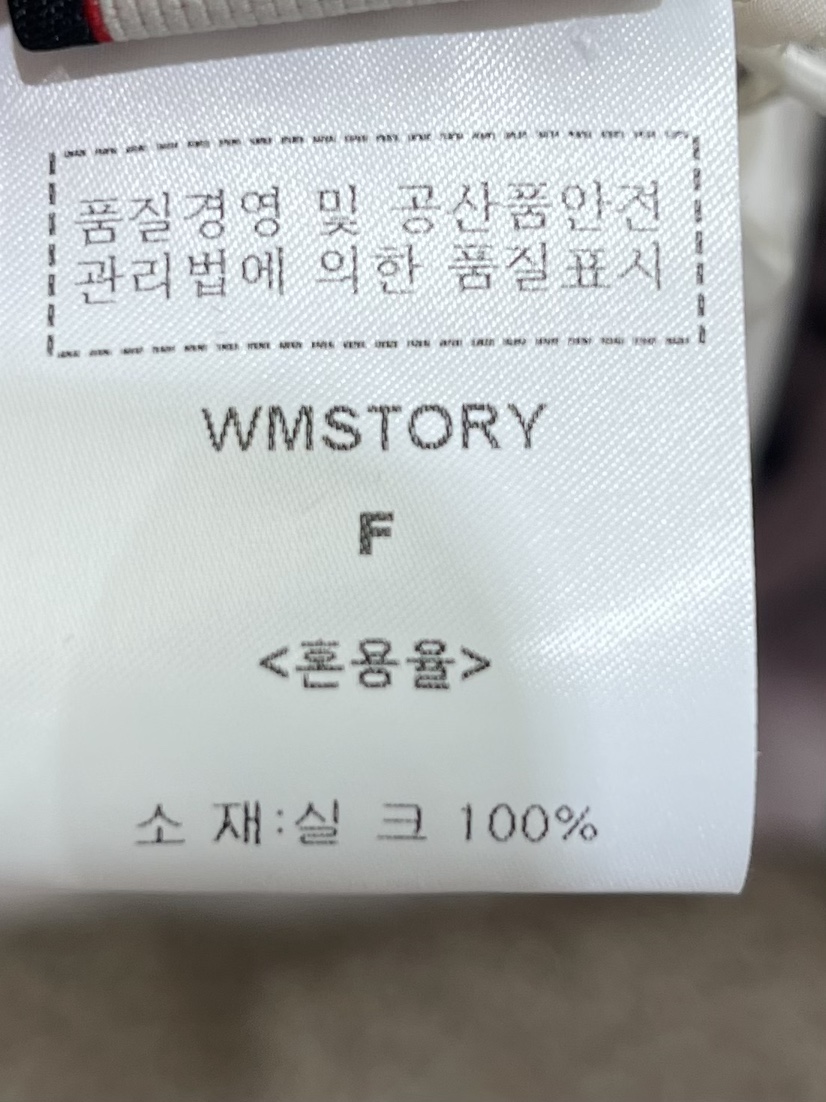 품질경영 및 공산품안전
관리법에 의한 품질표시
WMSTORY
F
<혼용율>
소 재:실 크 100%